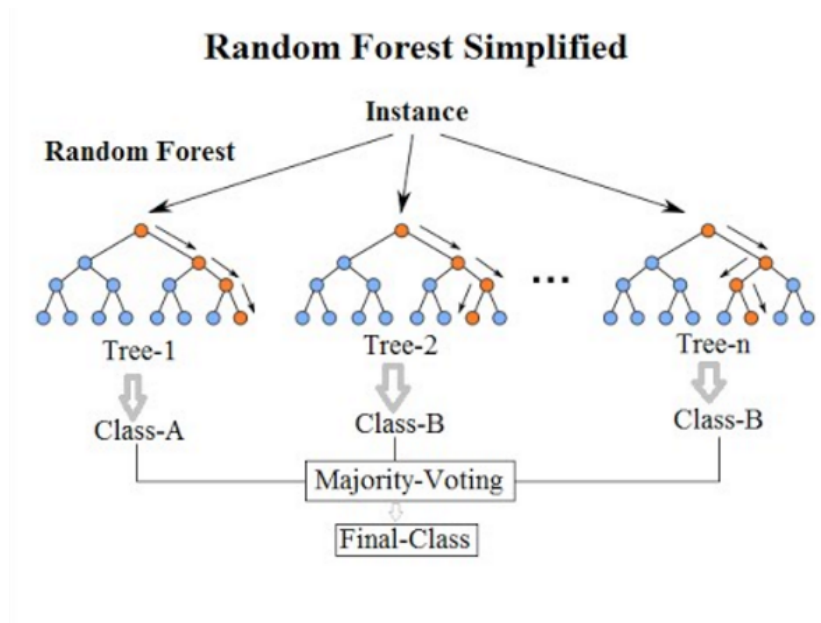 Random Forest Simplified
Instance
Random Forest
...
Tree-1
Tree-2
Tree-n
Class-A
Class-B
Class-B
Majority-Voting
Final-Class